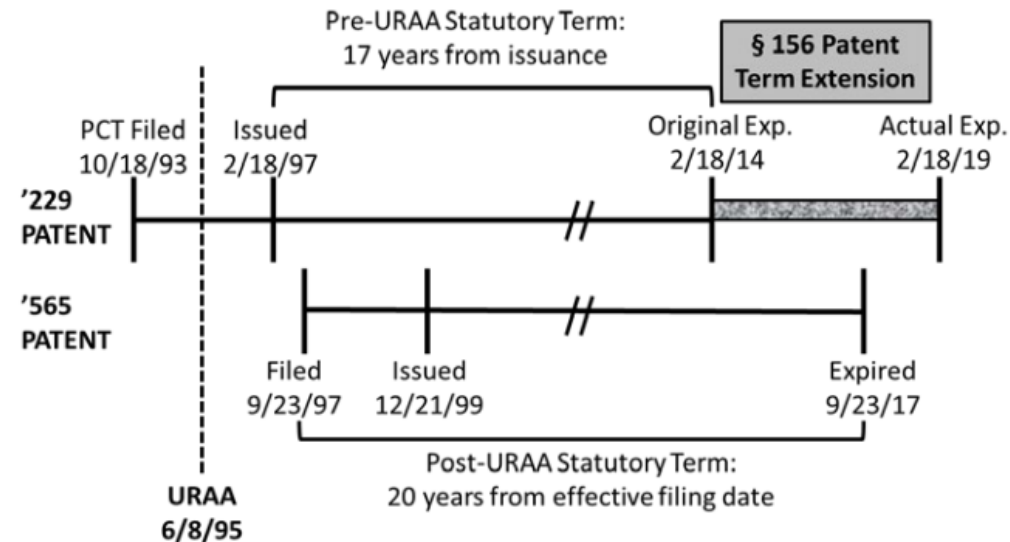 Pre-URAA Statutory Term:
17 years from issuance
§ 156 Patent
Term Extension
PCT Filed
10/18/93
Issued
2/18/97
Original Exp.
2/18/14
Actual Exp.
2/18/19
’229
PATENT
’565
PATENT
Filed
9/23/97
Issued
12/21/99
Expired
9/23/17
Post-URAA Statutory Term:
20 years from effective filing date
URAA
6/8/95